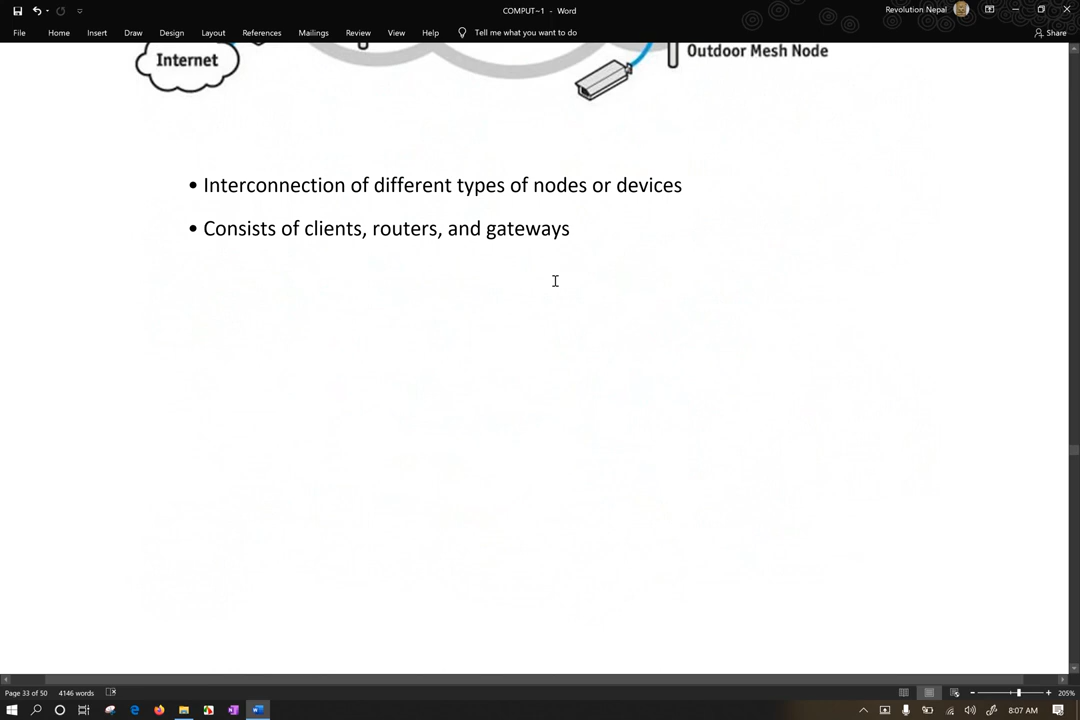 COMPUT~1 - Word
Revolution Nepal
File Home Insert Draw Design Layout References Mailings Review View Help Tell me what you want to do Share
Internet
Outdoor Mesh Node
• Interconnection of different types of nodes or devices
• Consists of clients, routers, and gateways
Page 33 of 50 4146 words
205%
8:07 AM